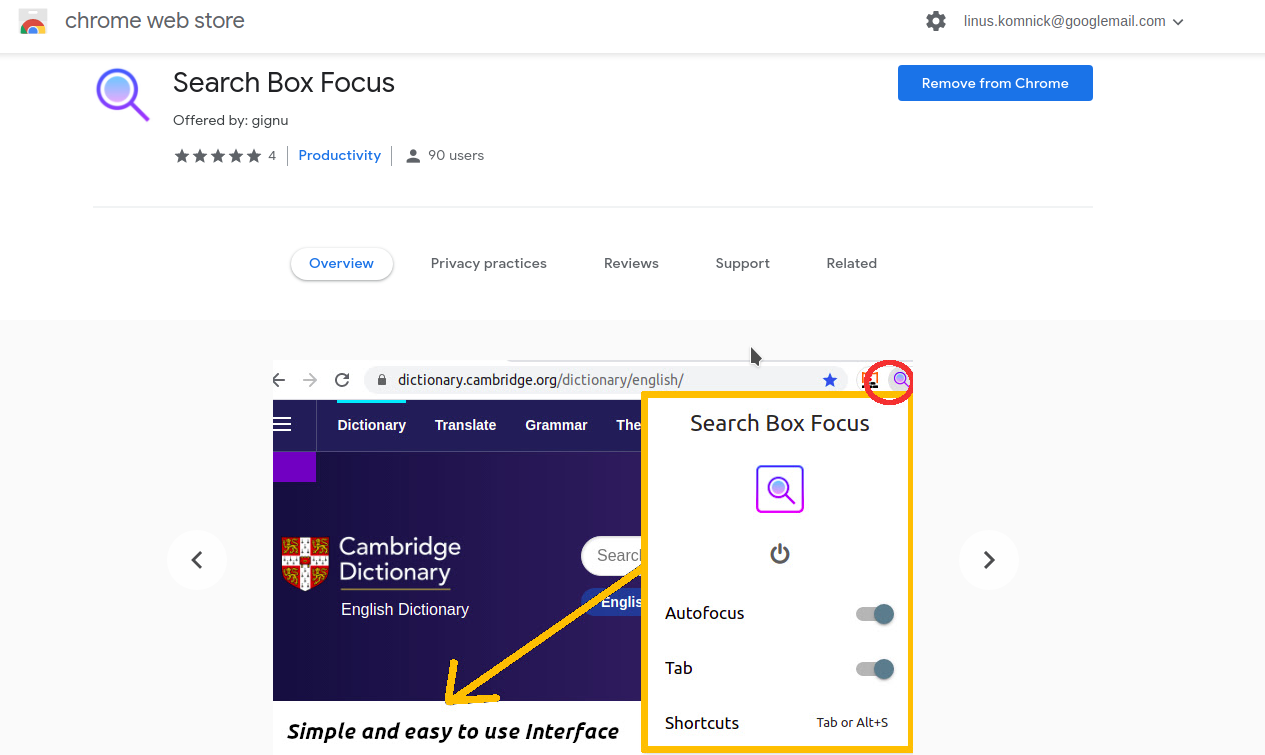 chrome web store
linus.komnick@googlemail.com
Search Box Focus
Remove from Chrome
Offered by: gignu
4
Productivity
90 users
Overview
Privacy practices
Reviews
Support
Related
dictionary.cambridge.org/dictionary/english/
Dictionary
Translate
Grammar
The
Search Box Focus
Cambridge
Dictionary
English Dictionary
Searc
Englis
Autofocus
Tab
Shortcuts
Tab or Alt+S
Simple and easy to use Interface